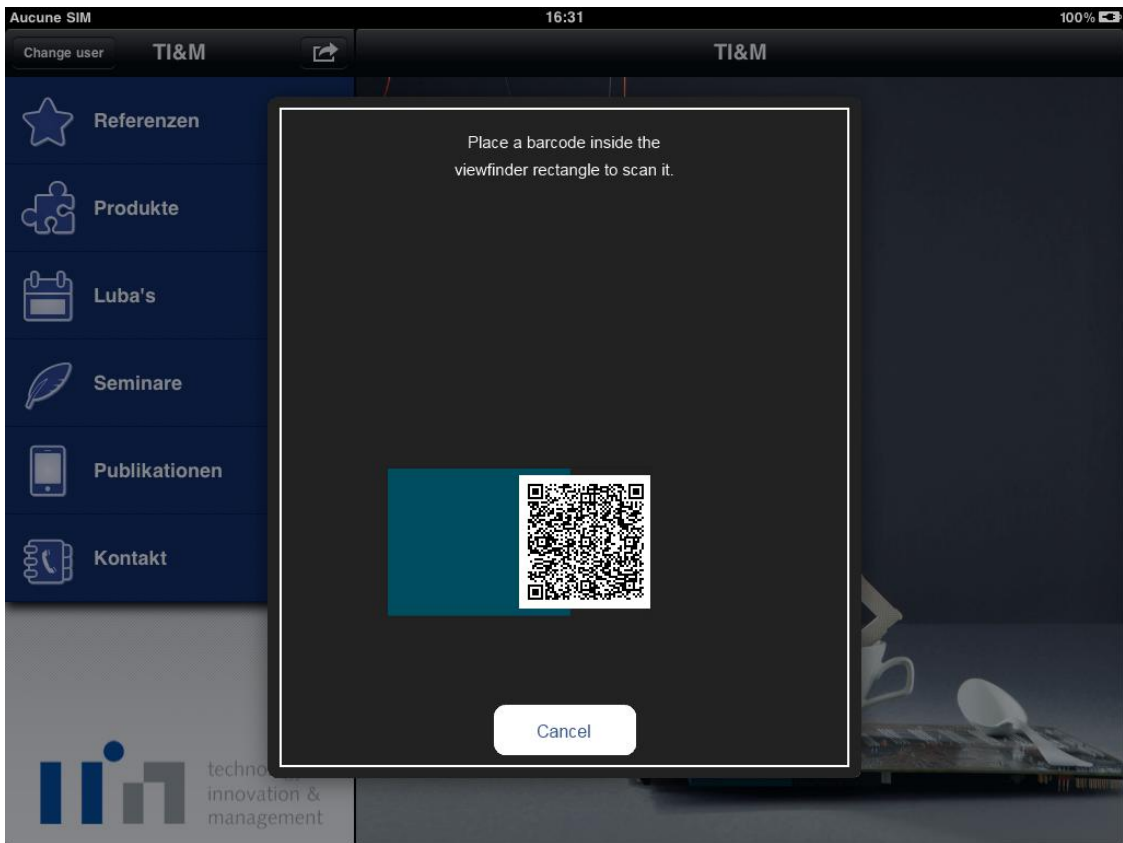 Aucune SIM
16:31
100%
Change user
TI&M
TI&M
Referenzen
Produkte
Luba's
Seminare
Publikationen
Kontakt
Place a barcode inside the
viewfinder rectangle to scan it.
Cancel
innovation &
management